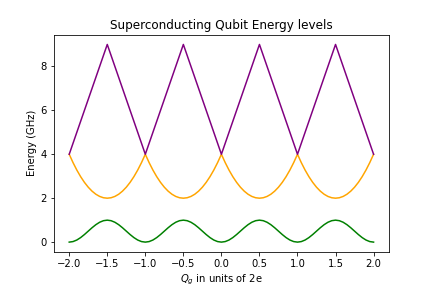 Superconducting Qubit Energy levels
Energy (GHz)
8
6
4
2
0
−2.0 −1.5 −1.0 −0.5 0.0 0.5 1.0 1.5 2.0
Q_g in units of 2e